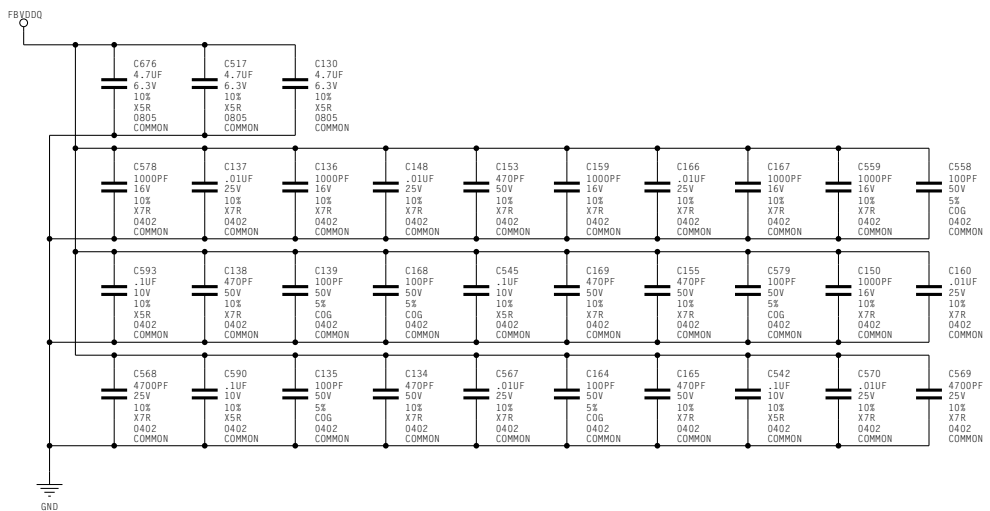 FBVDDQ
C676
4.7UF
6.3V
10%
X5R
0805
COMMON
C517
4.7UF
6.3V
10%
X5R
0805
COMMON
C130
4.7UF
6.3V
10%
X5R
0805
COMMON
C578
1000PF
16V
10%
X7R
0402
COMMON
C137
.01UF
25V
10%
X7R
0402
COMMON
C136
1000PF
16V
10%
X7R
0402
COMMON
C148
.01UF
25V
10%
X7R
0402
COMMON
C153
470PF
50V
10%
X7R
0402
COMMON
C159
1000PF
16V
10%
X7R
0402
COMMON
C166
.01UF
25V
10%
X7R
0402
COMMON
C167
1000PF
16V
10%
X7R
0402
COMMON
C559
1000PF
16V
10%
X7R
0402
COMMON
C558
100PF
50V
5%
COG
0402
COMMON
C593
.1UF
10V
10%
X5R
0402
COMMON
C138
470PF
50V
10%
X7R
0402
COMMON
C139
100PF
50V
5%
COG
0402
COMMON
C168
100PF
50V
5%
COG
0402
COMMON
C545
.1UF
10V
10%
X5R
0402
COMMON
C169
470PF
50V
10%
X7R
0402
COMMON
C155
470PF
50V
10%
X7R
0402
COMMON
C579
100PF
50V
5%
COG
0402
COMMON
C150
1000PF
16V
10%
X7R
0402
COMMON
C160
.01UF
25V
10%
X7R
0402
COMMON
C568
4700PF
25V
10%
X7R
0402
COMMON
C590
.1UF
10V
10%
X5R
0402
COMMON
C135
100PF
50V
5%
COG
0402
COMMON
C134
470PF
50V
10%
X7R
0402
COMMON
C567
.01UF
25V
10%
X7R
0402
COMMON
C164
100PF
50V
5%
COG
0402
COMMON
C165
470PF
50V
10%
X7R
0402
COMMON
C542
.1UF
10V
10%
X5R
0402
COMMON
C570
.01UF
25V
10%
X7R
0402
COMMON
C569
4700PF
25V
10%
X7R
0402
COMMON
GND